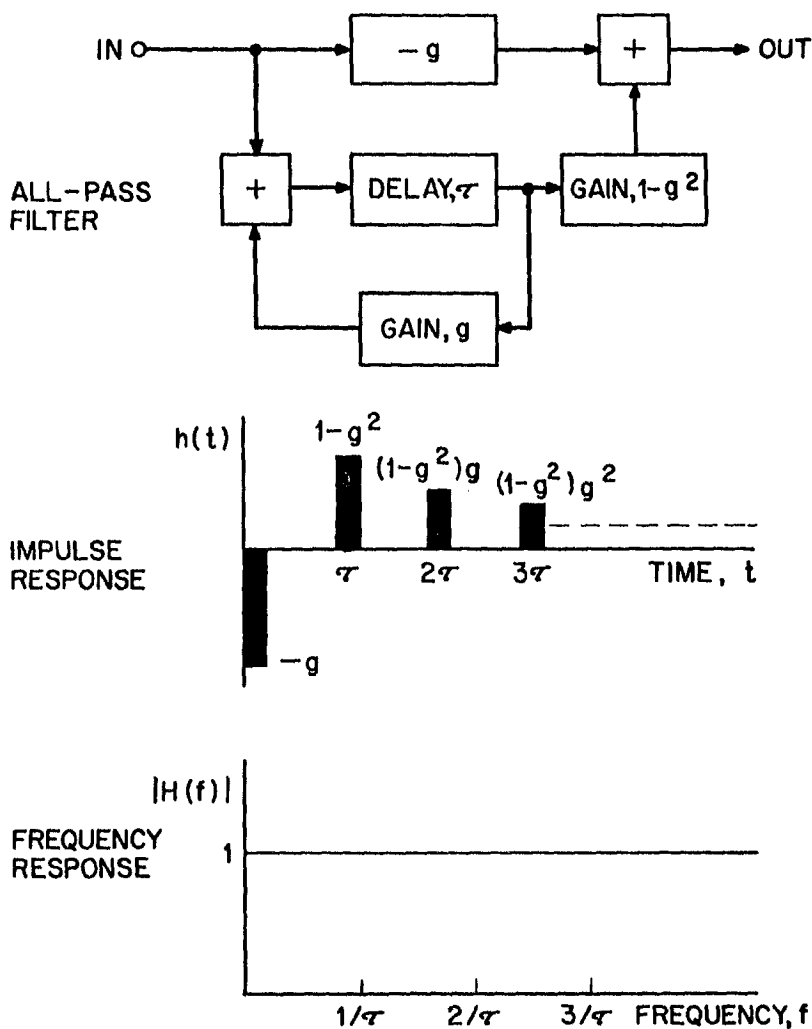 IN -g + OUT
ALL-PASS
FILTER
+ DELAY,τ GAIN, 1-g²
GAIN, g
h(t)
1-g²
(1-g²)g
(1-g²)g²
IMPULSE
RESPONSE
τ 2τ 3τ TIME, t
-g
|H(f)|
FREQUENCY
RESPONSE
1
1/τ 2/τ 3/τ FREQUENCY, f